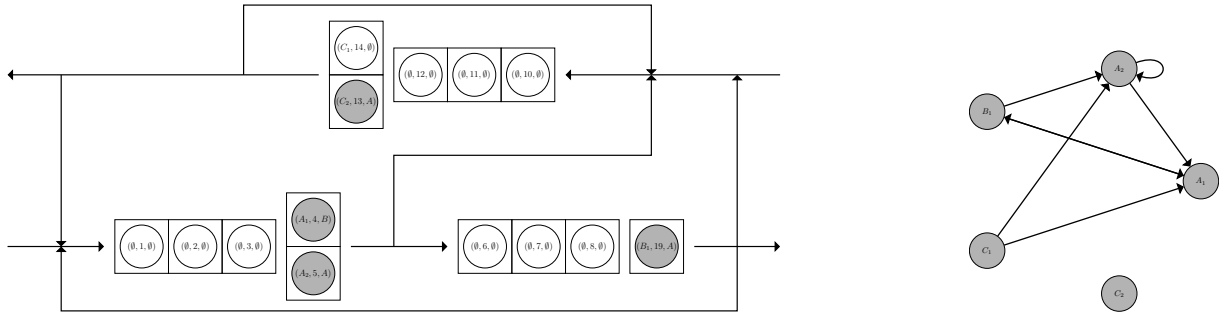 (C₁, 14, ∅)
(∅, 12, ∅) (∅, 11, ∅) (∅, 10, ∅)
(C₂, 13, A)
(A₁, 4, B)
(∅, 1, ∅) (∅, 2, ∅) (∅, 3, ∅)
(A₂, 5, A)
(∅, 6, ∅) (∅, 7, ∅) (∅, 8, ∅) (B₁, 19, A)
A₂
B₁
A₁
C₁
C₂